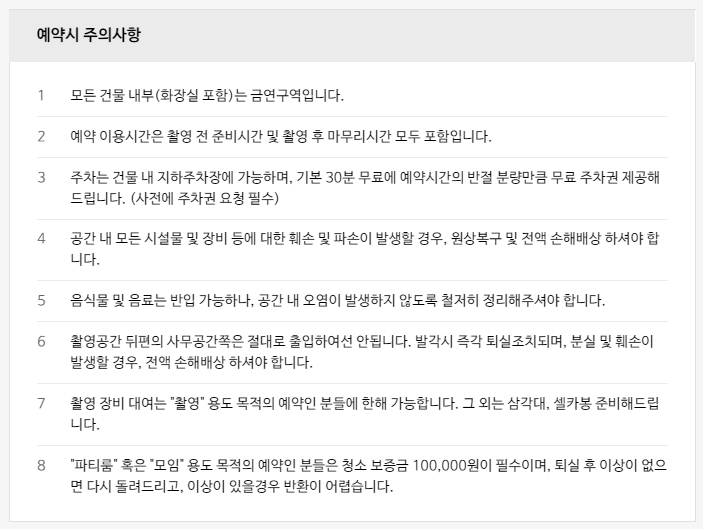 예약시 주의사항
1 모든 건물 내부(화장실 포함)는 금연구역입니다.
2 예약 이용시간은 촬영 전 준비시간 및 촬영 후 마무리시간 모두 포함입니다.
3 주차는 건물 내 지하주차장에 가능하며, 기본 30분 무료에 예약시간의 반절 분량만큼 무료 주차권 제공해
드립니다. (사전에 주차권 요청 필수)
4 공간 내 모든 시설물 및 장비 등에 대한 훼손 및 파손이 발생할 경우, 원상복구 및 전액 손해배상 하셔야 합
니다.
5 음식물 및 음료는 반입 가능하나, 공간 내 오염이 발생하지 않도록 철저히 정리해주셔야 합니다.
6 촬영공간 뒤편의 사무공간쪽은 절대로 출입하여선 안됩니다. 발각시 즉각 퇴실조치되며, 분실 및 훼손이
발생할 경우, 전액 손해배상 하셔야 합니다.
7 촬영 장비 대여는 "촬영" 용도 목적의 예약인 분들에 한해 가능합니다. 그 외는 삼각대, 셀카봉 준비해드립
니다.
8 "파티룸" 혹은 "모임" 용도 목적의 예약인 분들은 청소 보증금 100,000원이 필수이며, 퇴실 후 이상이 없으
면 다시 돌려드리고, 이상이 있을경우 반환이 어렵습니다.